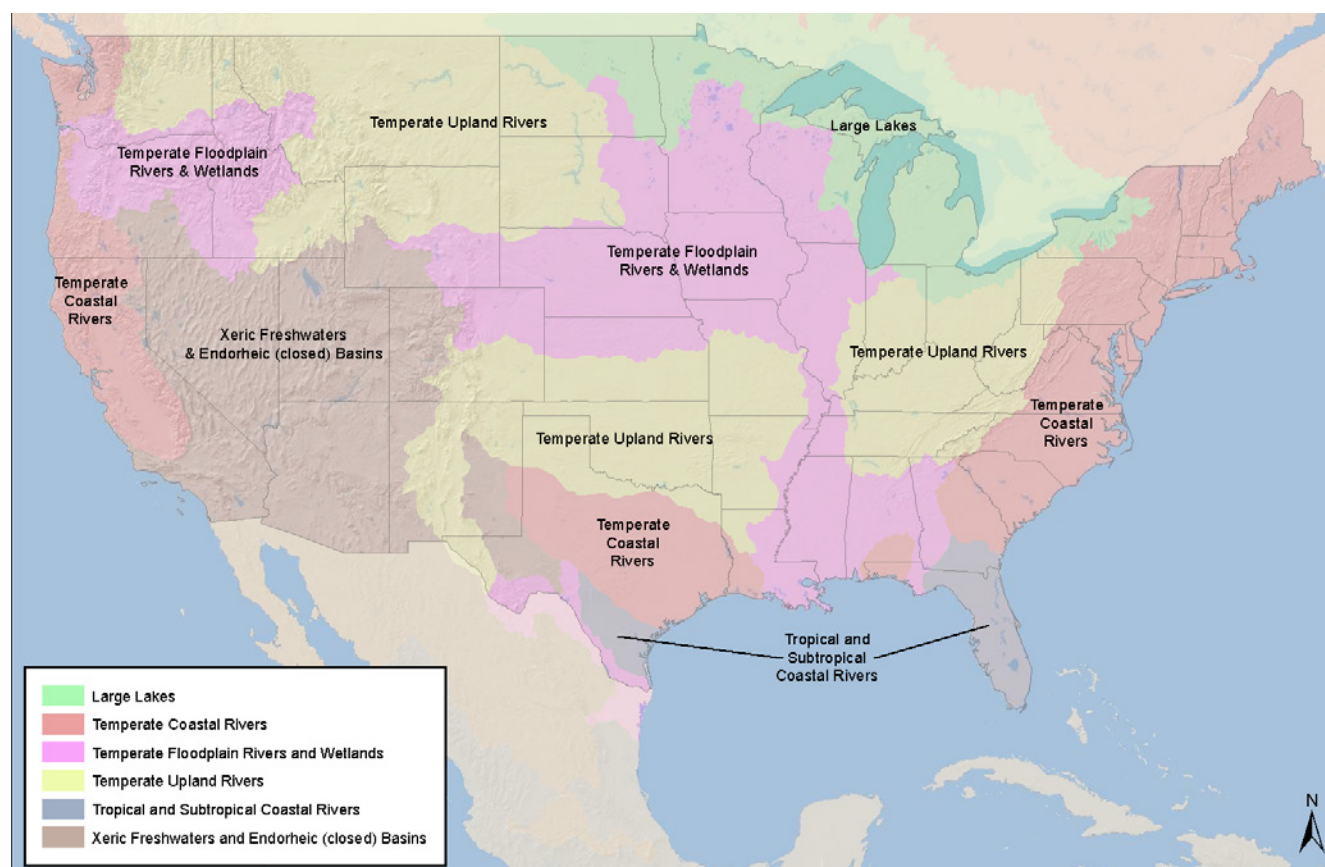 Temperate Upland Rivers
Large Lakes
Temperate Floodplain
Rivers & Wetlands
Temperate Floodplain
Rivers & Wetlands
Temperate
Coastal
Rivers
Xeric Freshwaters
& Endorheic (closed) Basins
Temperate Upland Rivers
Temperate
Coastal
Rivers
Temperate Upland Rivers
Temperate
Coastal
Rivers
Tropical and
Subtropical
Coastal Rivers
Large Lakes
Temperate Coastal Rivers
Temperate Floodplain Rivers and Wetlands
Temperate Upland Rivers
Tropical and Subtropical Coastal Rivers
Xeric Freshwaters and Endorheic (closed) Basins
N